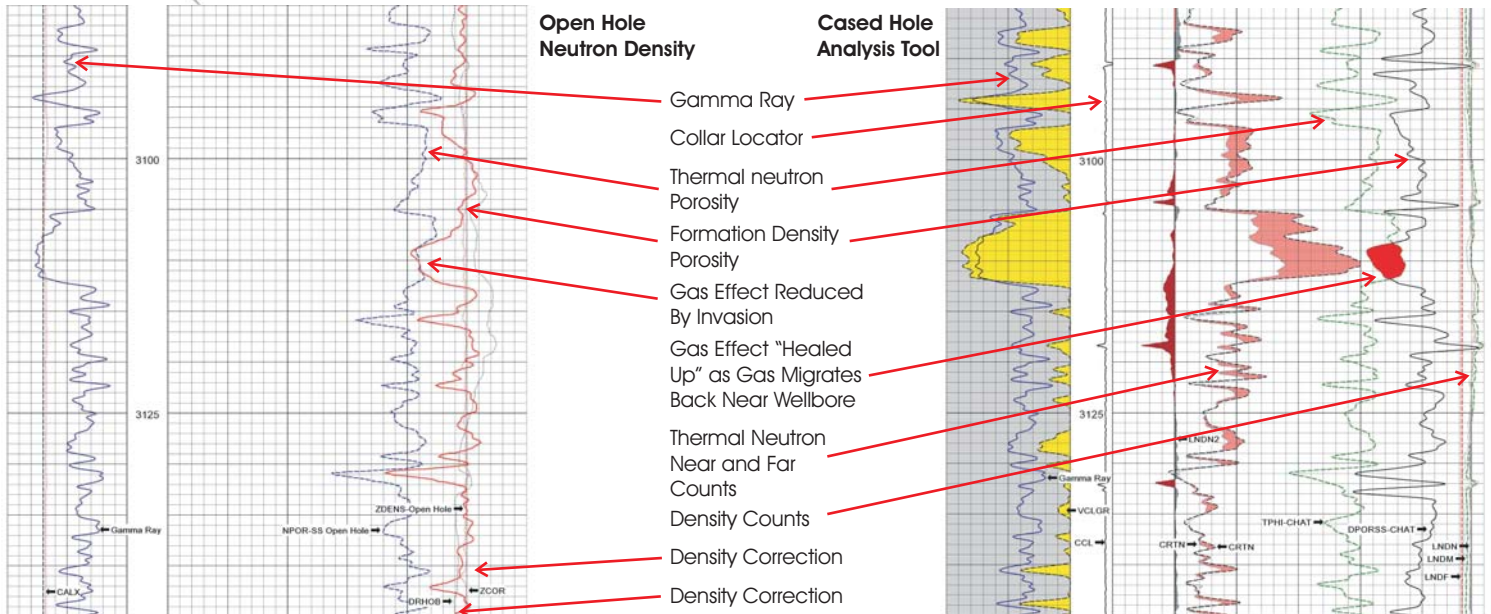 Open Hole
Neutron Density
Cased Hole
Analysis Tool
Gamma Ray
Collar Locator
3100
3100
Thermal neutron
Porosity
Formation Density
Porosity
Gas Effect Reduced
By Invasion
Gas Effect “Healed
Up” as Gas Migrates
Back Near Wellbore
3125
3125
Thermal Neutron
Near and Far
Counts
LNDN2
Gamma Ray
ZDENS-Open Hole
VCLGR
Density Counts
Gamma Ray
NPOR-SS Open Hole
TPHI-CHAT
DPORSS-CHAT
CCL
CRTN
CRTN
LNDN
Density Correction
LNDM
LNDF
CALX
ZCOR
DRHOB
Density Correction